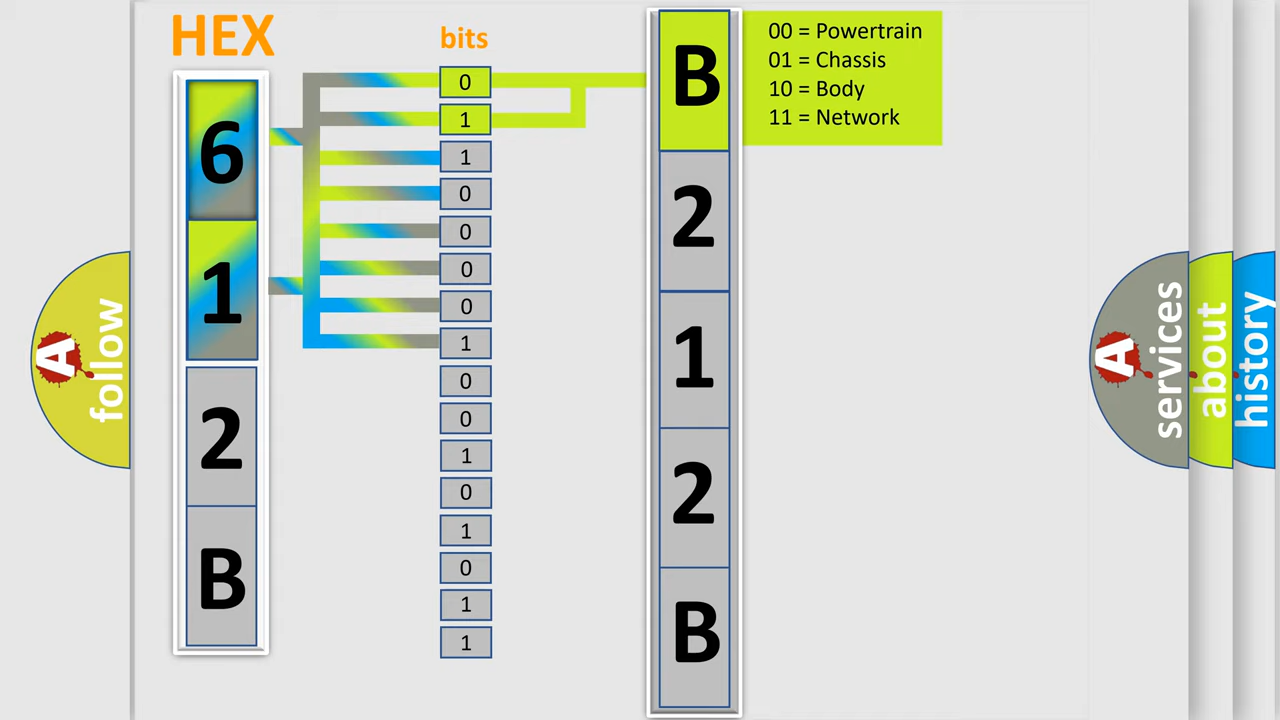 HEX
bits
6
1
2
B
0
1
1
0
0
0
0
1
0
0
1
0
1
0
1
1
B
2
1
2
B
00 = Powertrain
01 = Chassis
10 = Body
11 = Network
A
follow
A
services
about
history